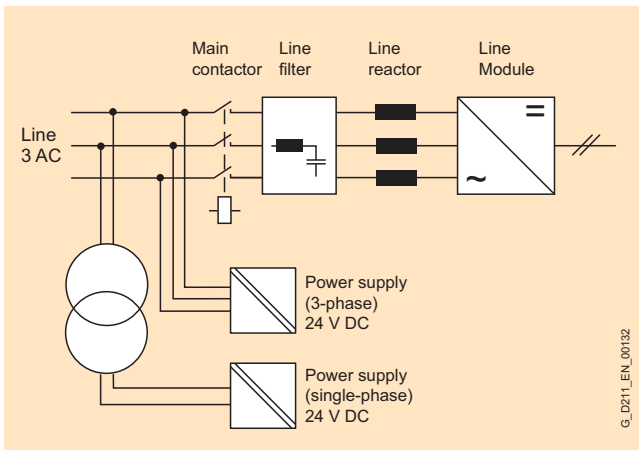 Main
contactor
Line
filter
Line
reactor
Line
Module
Line
3 AC
=
~
Power supply
(3-phase)
24 V DC
Power supply
(single-phase)
24 V DC
G_D211_EN_00132